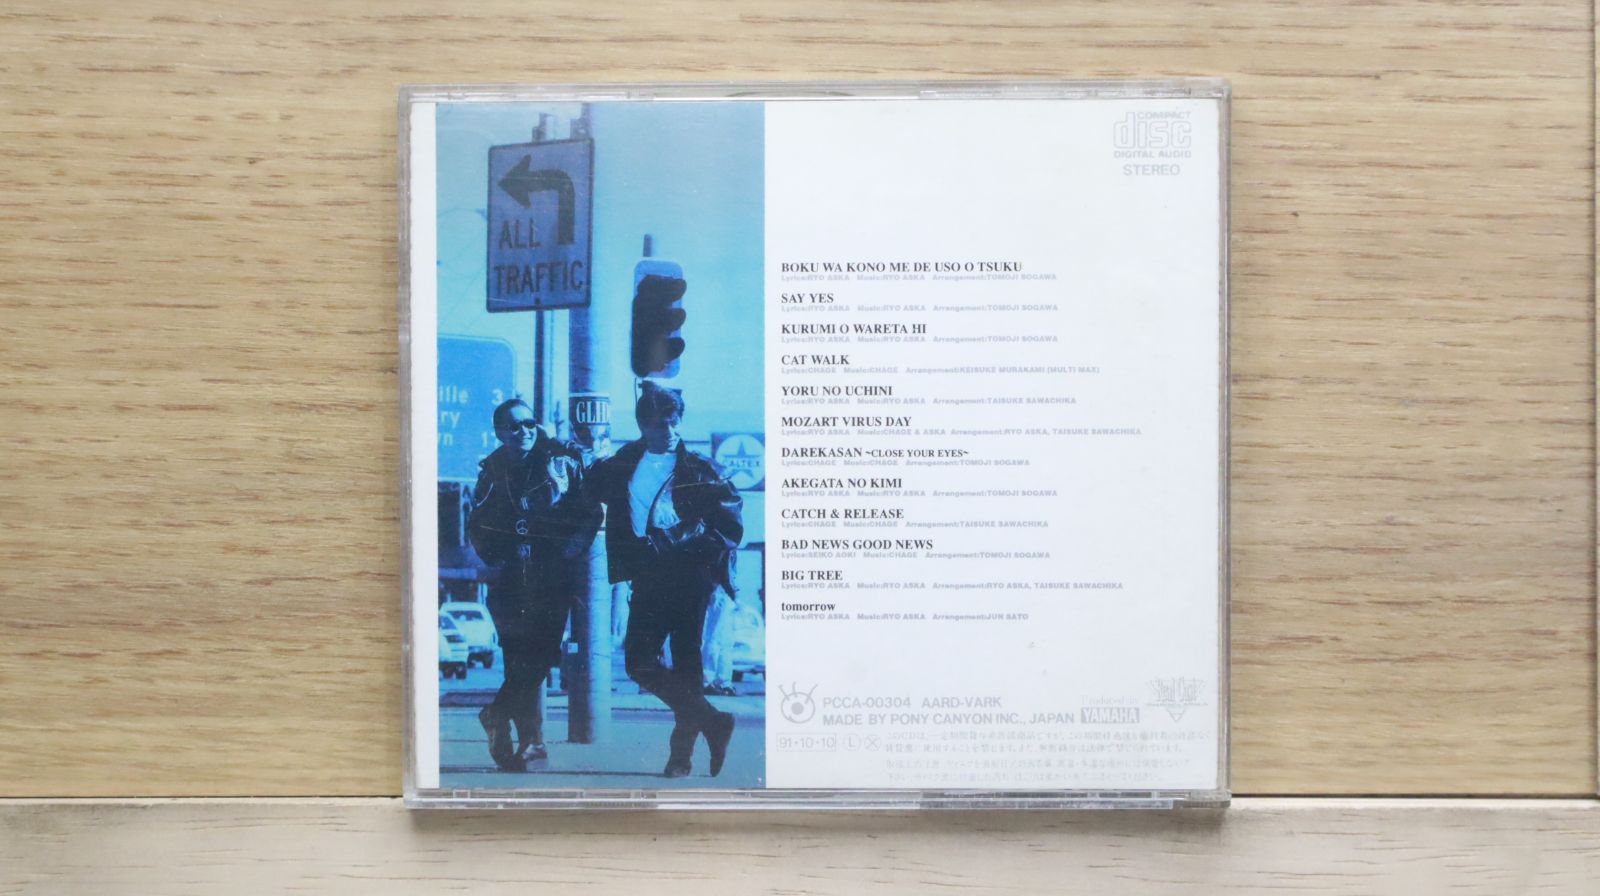 ALL
TRAFFIC
GLID
CALTEX
COMPACT
disc
DIGITAL AUDIO
STEREO
BOKU WA KONO ME DE USO O TSUKU
Lyrics:RYO ASKA Music:RYO ASKA Arrangement:TOMOJI SOGAWA
SAY YES
Lyrics:RYO ASKA Music:RYO ASKA Arrangement:TOMOJI SOGAWA
KURUMI O WARETA HI
Lyrics:RYO ASKA Music:RYO ASKA Arrangement:TOMOJI SOGAWA
CAT WALK
Lyrics:CHAGE Music:CHAGE Arrangement:KEISUKE MURAKAMI (MULTI MAX)
YORU NO UCHINI
Lyrics:RYO ASKA Music:RYO ASKA Arrangement:TAISUKE SAWACHIKA
MOZART VIRUS DAY
Lyrics:RYO ASKA Music:CHAGE & ASKA Arrangement:RYO ASKA, TAISUKE SAWACHIKA
DAREKASAN ~CLOSE YOUR EYES~
Lyrics:CHAGE Music:CHAGE Arrangement:TOMOJI SOGAWA
AKEGATA NO KIMI
Lyrics:RYO ASKA Music:RYO ASKA Arrangement:TOMOJI SOGAWA
CATCH & RELEASE
Lyrics:CHAGE Music:CHAGE Arrangement:TAISUKE SAWACHIKA
BAD NEWS GOOD NEWS
Lyrics:SEIKO AOKI Music:CHAGE Arrangement:TOMOJI SOGAWA
BIG TREE
Lyrics:RYO ASKA Music:RYO ASKA Arrangement:RYO ASKA, TAISUKE SAWACHIKA
tomorrow
Lyrics:RYO ASKA Music:RYO ASKA Arrangement:JUN SATO
PCCA-00304 AARD-VARK
MADE BY PONY CANYON INC., JAPAN
Produced in
YAMAHA
91・10・10 L X